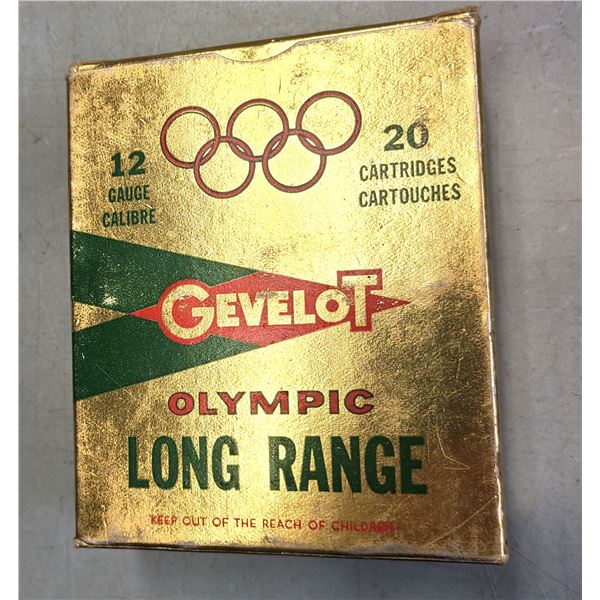 12
GAUGE
CALIBRE
20
CARTRIDGES
CARTOUCHES
GEVELOT
OLYMPIC
LONG RANGE
KEEP OUT OF THE REACH OF CHILDREN